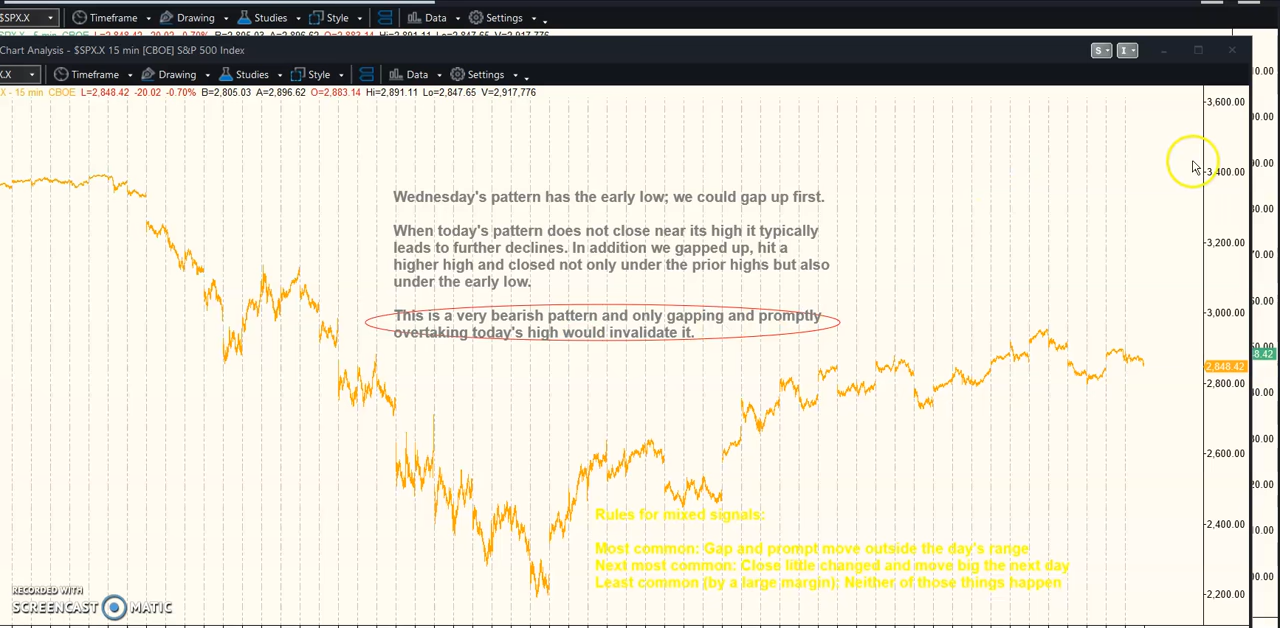 $SPX.X Timeframe Drawing Studies Style Data Settings
Chart Analysis - $SPX.X 15 min [CBOE] S&P 500 Index S I
X.X Timeframe Drawing Studies Style Data Settings
X - 15 min CBOE L=2,848.42 -20.02 -0.70% B=2,805.03 A=2,896.62 O=2,883.14 Hi=2,891.11 Lo=2,847.65 V=2,917,776
3,600.00
3,400.00
Wednesday's pattern has the early low; we could gap up first.
When today's pattern does not close near its high it typically
leads to further declines. In addition we gapped up, hit a
higher high and closed not only under the prior highs but also
under the early low.
3,200.00
This is a very bearish pattern and only gapping and promptly
overtaking today's high would invalidate it.
3,000.00
8.42
2,848.42
2,800.00
2,600.00
Rules for mixed signals:
2,400.00
Most common: Gap and prompt move outside the day's range
Next most common: Close little changed and move big the next day
Least common (by a large margin): Neither of those things happen
2,200.00
RECORDED WITH
SCREENCAST MATIC